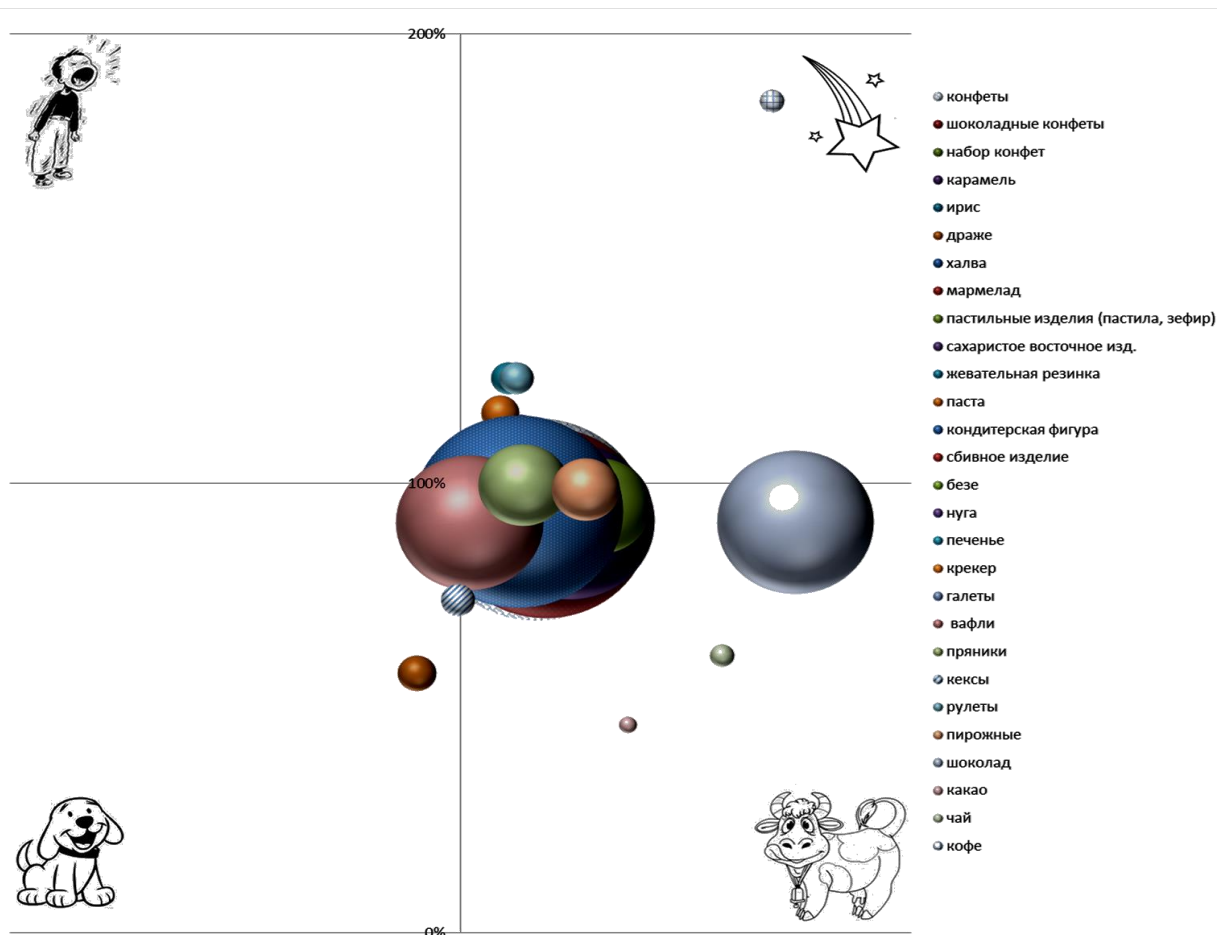 200%
100%
0%
конфеты
шоколадные конфеты
набор конфет
карамель
ирис
драже
халва
мармелад
пастильные изделия (пастила, зефир)
сахаристое восточное изд.
жевательная резинка
паста
кондитерская фигура
сбивное изделие
безе
нуга
печенье
крекер
галеты
вафли
пряники
кексы
рулеты
пирожные
шоколад
какао
чай
кофе